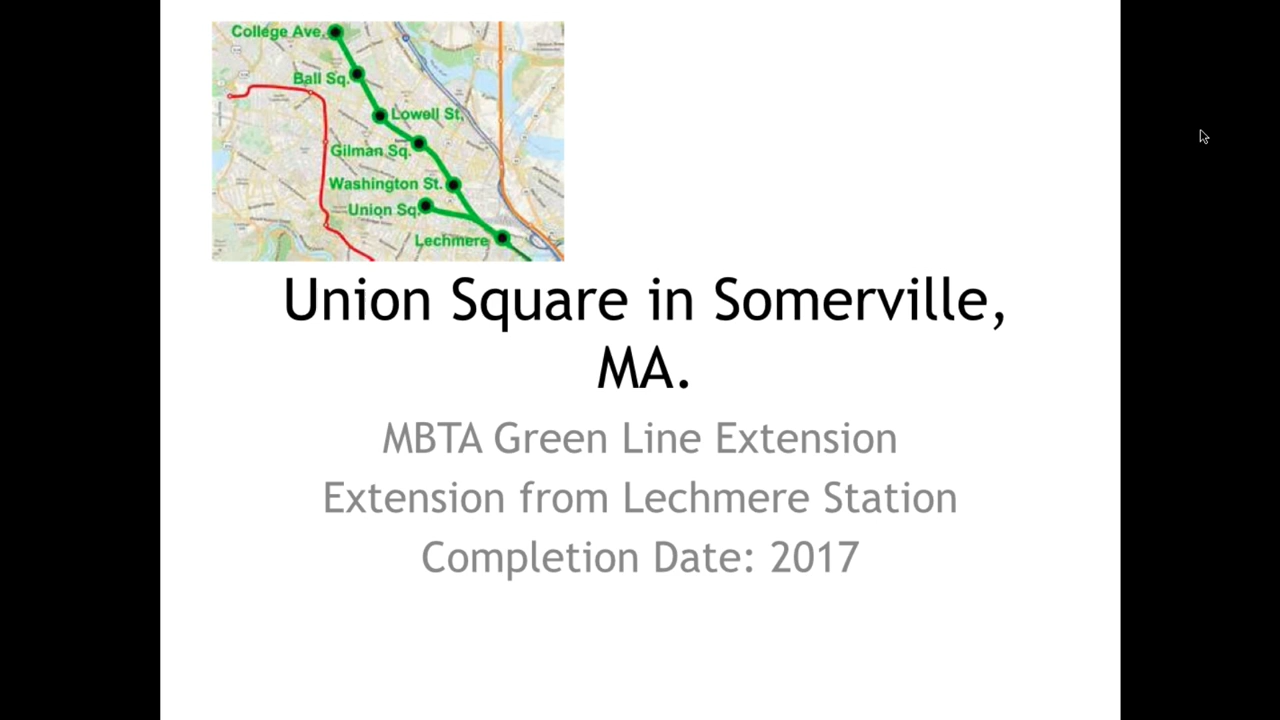 College Ave.
Ball Sq.
Lowell St.
Gilman Sq.
Washington St.
Union Sq.
Lechmere
Union Square in Somerville,
MA.
MBTA Green Line Extension
Extension from Lechmere Station
Completion Date: 2017